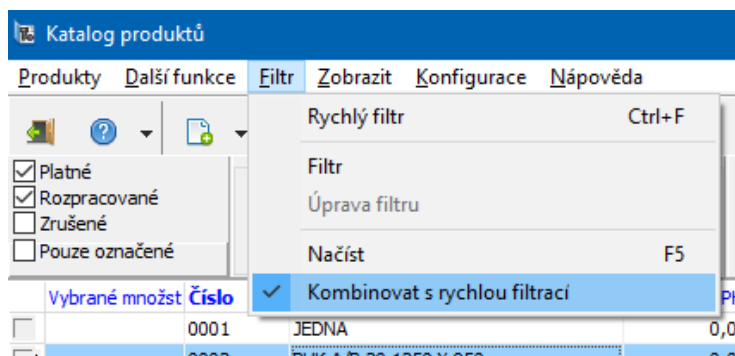 Katalog produktů
Produkty Další funkce Filtr Zobrazit Konfigurace Nápověda
Rychlý filtr Ctrl+F
Platné
Filtr
Rozpracované
Úprava filtru
Zrušené
Pouze označené
Načíst F5
Kombinovat s rychlou filtrací
Vybrané množst Číslo
0001 JEDNA 0,0